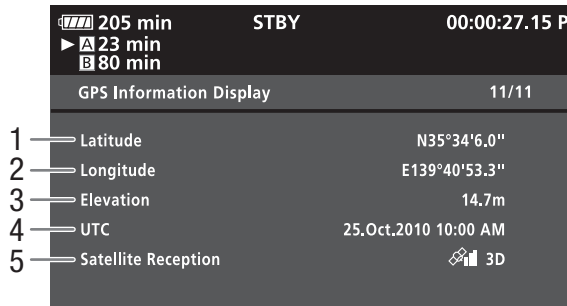 205 min STBY 00:00:27.15 P
A 23 min
B 80 min
GPS Information Display 11/11
1 Latitude N35°34'6.0"
2 Longitude E139°40'53.3"
3 Elevation 14.7m
4 UTC 25.Oct.2010 10:00 AM
5 Satellite Reception 3D